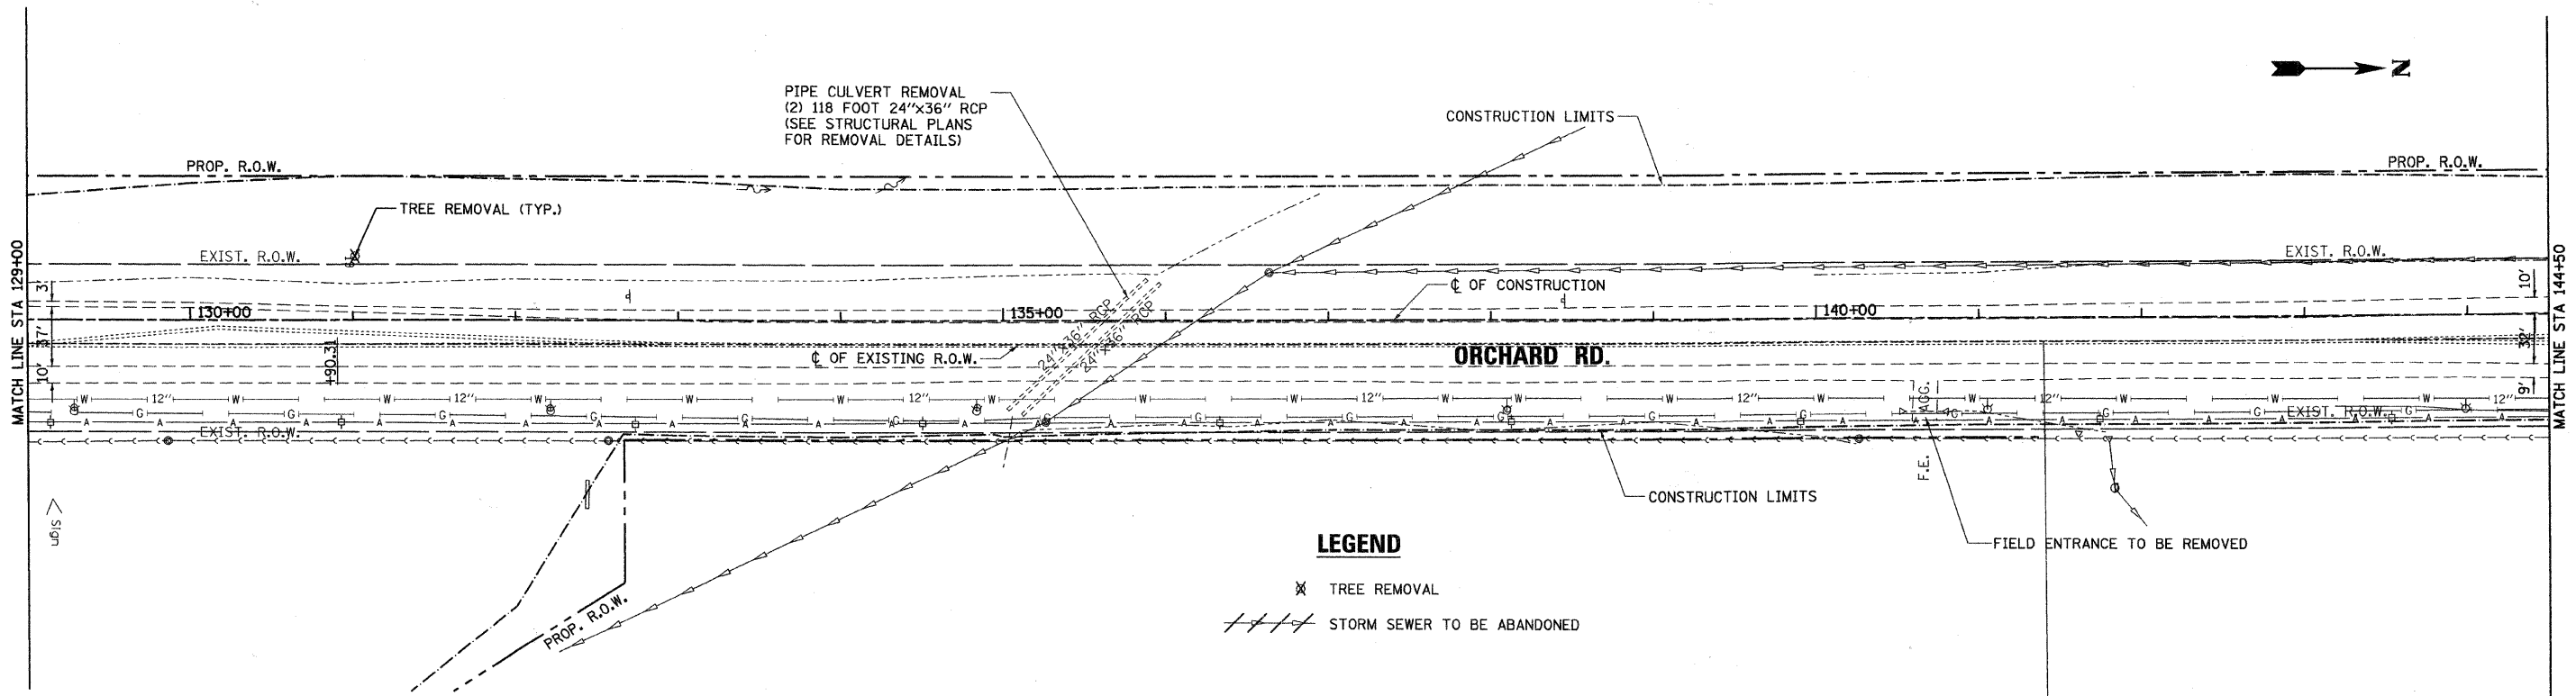 N
PIPE CULVERT REMOVAL
(2) 118 FOOT 24"x36" RCP
(SEE STRUCTURAL PLANS
FOR REMOVAL DETAILS)
CONSTRUCTION LIMITS
PROP. R.O.W.
PROP. R.O.W.
TREE REMOVAL (TYP.)
EXIST. R.O.W.
EXIST. R.O.W.
MATCH LINE STA 129+00
MATCH LINE STA 144+50
3'
10'
℄ OF CONSTRUCTION
130+00
135+00
140+00
37'
32'
24"x36" RCP
24"x36" RCP
+90.31
℄ OF EXISTING R.O.W.
ORCHARD RD.
10'
9'
AGG.
W 12" W W 12" W W 12" W W 12" W W 12" W W 12" W W 12" W 12"
G G G G G G G G G G G G
A A A A A A A A A A A A A A A A
EXIST. R.O.W.
EXIST. R.O.W.
F.E.
CONSTRUCTION LIMITS
Sign
FIELD ENTRANCE TO BE REMOVED
PROP. R.O.W.
LEGEND
TREE REMOVAL
STORM SEWER TO BE ABANDONED